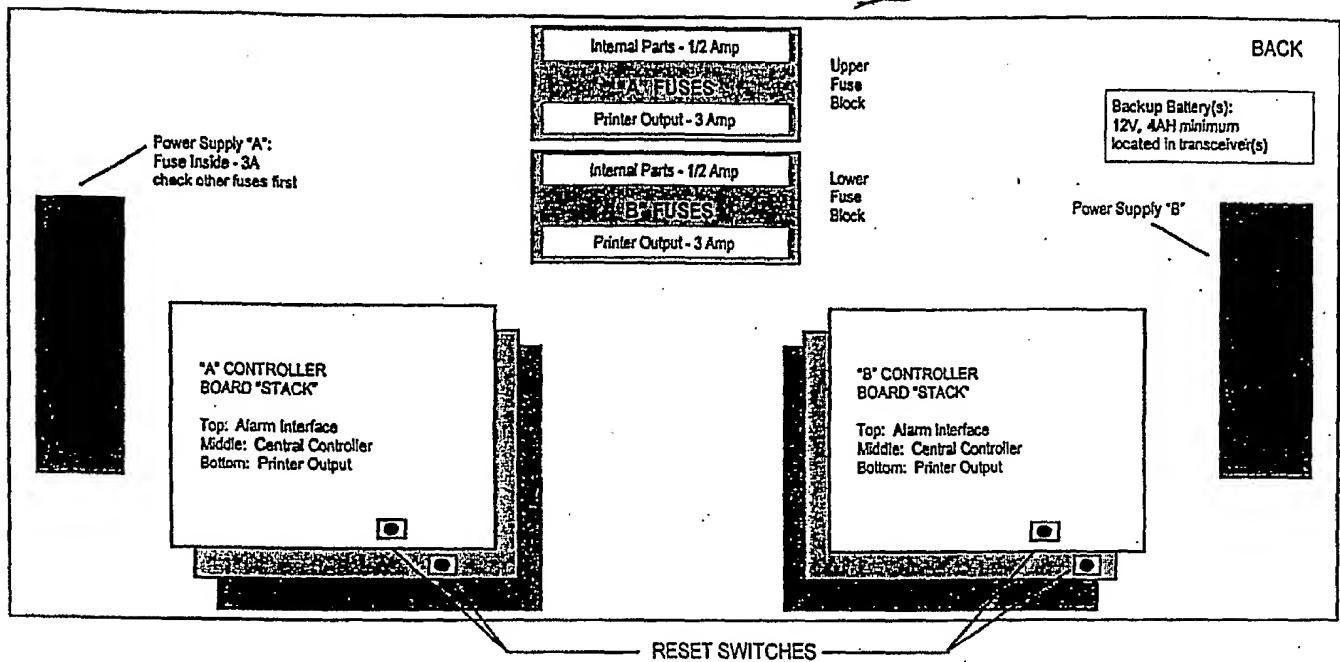 Internal Parts - 1/2 Amp
"A" FUSES
Printer Output - 3 Amp
Upper
Fuse
Block
BACK
Backup Battery(s):
12V, 4AH minimum
located in transceiver(s)
Power Supply "A":
Fuse Inside - 3A
check other fuses first
Internal Parts - 1/2 Amp
"B" FUSES
Printer Output - 3 Amp
Lower
Fuse
Block
Power Supply "B"
"A" CONTROLLER
BOARD "STACK"
Top: Alarm Interface
Middle: Central Controller
Bottom: Printer Output
"B" CONTROLLER
BOARD "STACK"
Top: Alarm Interface
Middle: Central Controller
Bottom: Printer Output
RESET SWITCHES